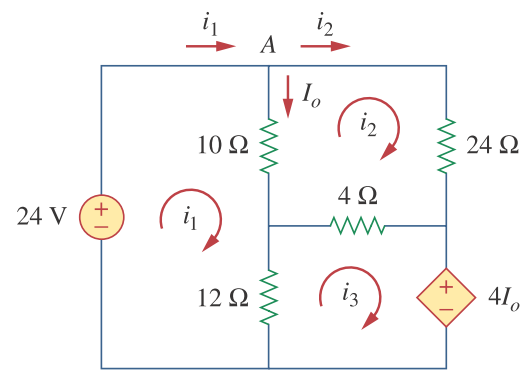 i₁ i₂
A
Iₒ
i₂
10 Ω 24 Ω
4 Ω
24 V + − i₁
12 Ω i₃ + − 4Iₒ